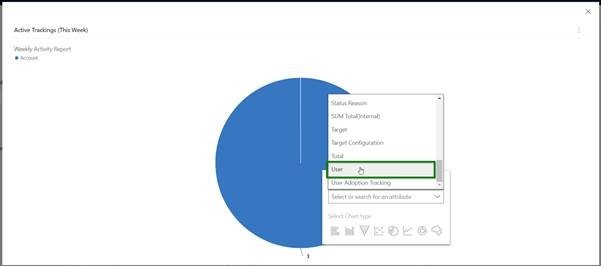 Active Trackings (This Week)
Weekly Activity Report
Account
Status Reason
SUM Total(Internal)
Target
Target Configuration
Total
User
User Adoption Tracking
Select or search for an attribute
Select Chart type
3